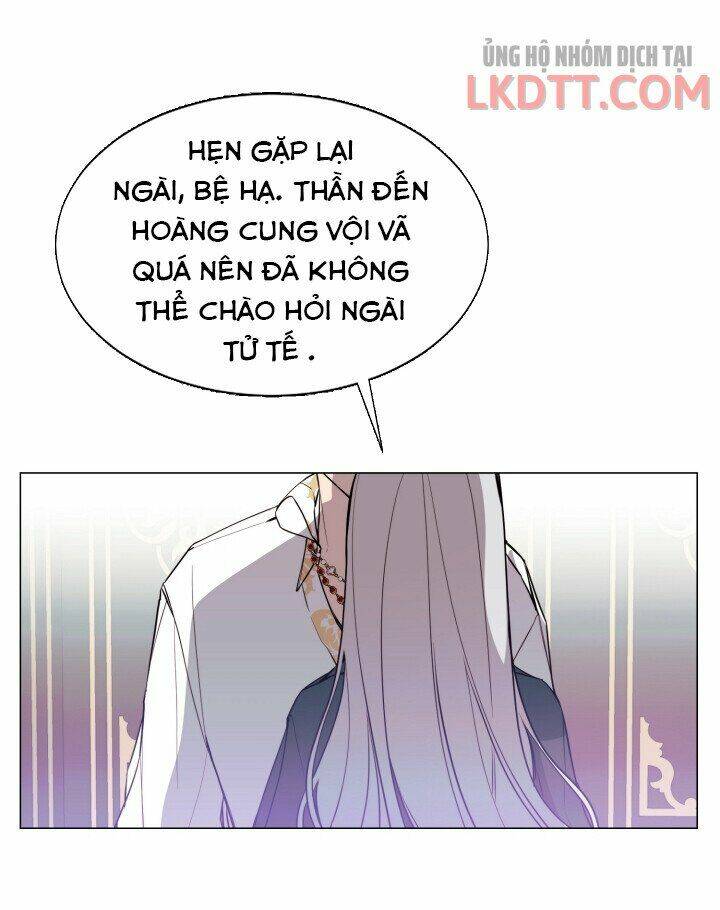 ỦNG HỘ NHÓM DỊCH TẠI
LKDTT.COM
HẸN GẶP LẠI
NGÀI, BỆ HẠ. THẦN ĐẾN
HOÀNG CUNG VỘI VÃ
QUÁ NÊN ĐÃ KHÔNG
THỂ CHÀO HỎI NGÀI
TỬ TẾ .